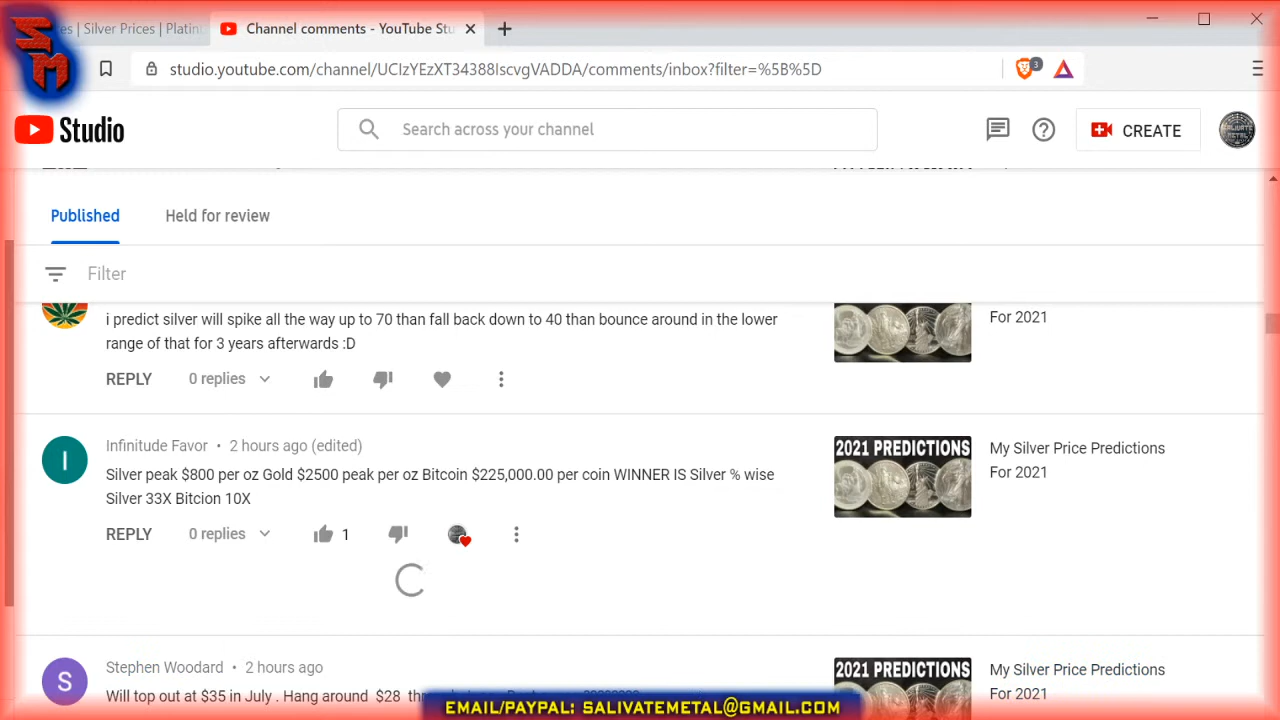 SM
es | Silver Prices | Platinu
Channel comments - YouTube Stu
studio.youtube.com/channel/UCIzYEzXT34388lscvgVADDA/comments/inbox?filter=%5B%5D
3
Studio
Search across your channel
CREATE
Published
Held for review
Filter
i predict silver will spike all the way up to 70 than fall back down to 40 than bounce around in the lower
range of that for 3 years afterwards :D
For 2021
REPLY 0 replies
Infinitude Favor • 2 hours ago (edited)
Silver peak $800 per oz Gold $2500 peak per oz Bitcoin $225,000.00 per coin WINNER IS Silver % wise
Silver 33X Bitcion 10X
2021 PREDICTIONS
My Silver Price Predictions
For 2021
REPLY 0 replies 1
I
Stephen Woodard • 2 hours ago
S
Will top out at $35 in July . Hang around $28
2021 PREDICTIONS
My Silver Price Predictions
For 2021
EMAIL/PAYPAL: SALIVATEMETAL@GMAIL.COM